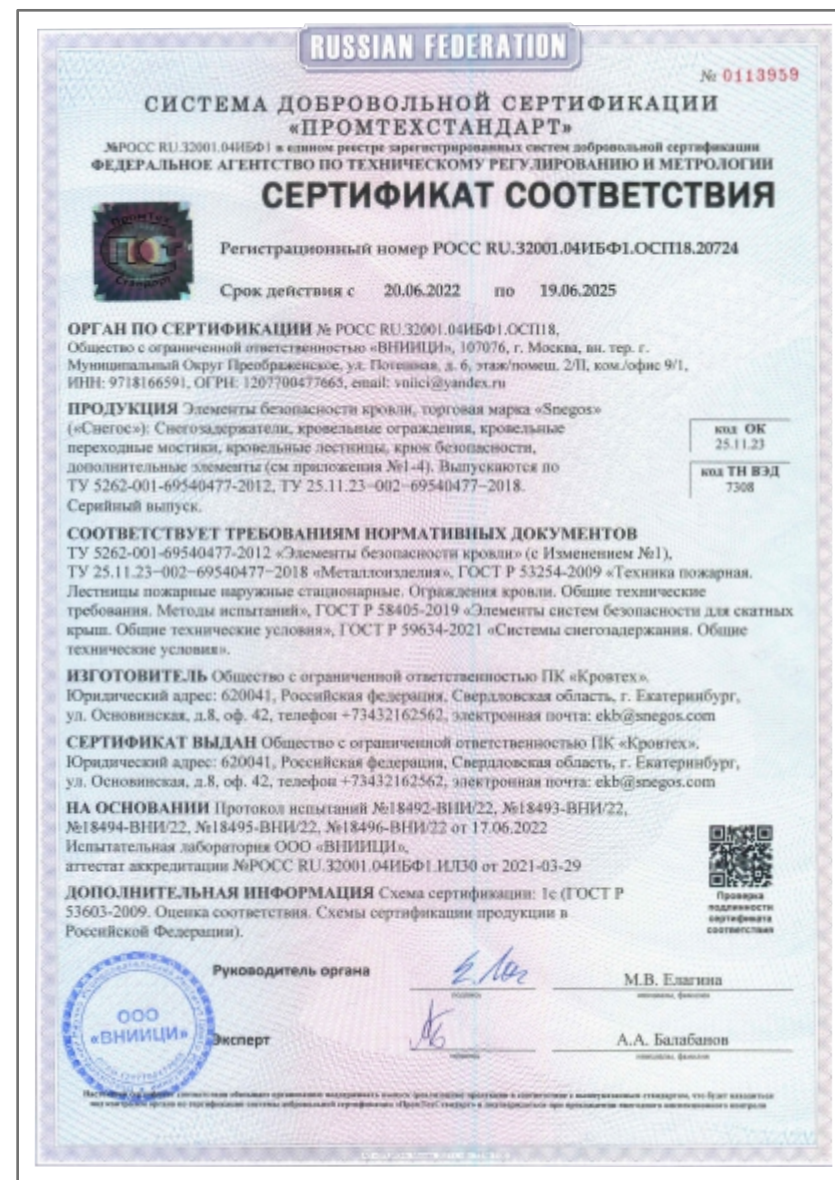 RUSSIAN FEDERATION
№ 0113959
СИСТЕМА ДОБРОВОЛЬНОЙ СЕРТИФИКАЦИИ
«ПРОМТЕХСТАНДАРТ»
№РОСС RU.32001.04ИБФ1 в едином реестре зарегистрированных систем добровольной сертификации
ФЕДЕРАЛЬНОЕ АГЕНТСТВО ПО ТЕХНИЧЕСКОМУ РЕГУЛИРОВАНИЮ И МЕТРОЛОГИИ
СЕРТИФИКАТ СООТВЕТСТВИЯ
ПромТех
ПСТ
Стандарт
Регистрационный номер РОСС RU.32001.04ИБФ1.ОСП18.20724
Срок действия с 20.06.2022 по 19.06.2025
ОРГАН ПО СЕРТИФИКАЦИИ № РОСС RU.32001.04ИБФ1.ОСП18,
Общество с ограниченной ответственностью «ВНИИЦИ», 107076, г. Москва, вн. тер. г.
Муниципальный Округ Преображенское, ул. Потешная, д. 6, этаж/помещ. 2/II, ком./офис 9/1,
ИНН: 9718166591, ОГРН: 1207700477665, email: vniici@yandex.ru
ПРОДУКЦИЯ Элементы безопасности кровли, торговая марка «Snegos»
(«Снегос»): Снегозадержатели, кровельные ограждения, кровельные
переходные мостики, кровельные лестницы, крюк безопасности,
дополнительные элементы (см приложения №1-4). Выпускаются по
ТУ 5262-001-69540477-2012, ТУ 25.11.23–002–69540477–2018.
Серийный выпуск.
код ОК
25.11.23
код ТН ВЭД
7308
СООТВЕТСТВУЕТ ТРЕБОВАНИЯМ НОРМАТИВНЫХ ДОКУМЕНТОВ
ТУ 5262-001-69540477-2012 «Элементы безопасности кровли» (с Изменением №1),
ТУ 25.11.23–002–69540477–2018 «Металлоизделия», ГОСТ Р 53254-2009 «Техника пожарная.
Лестницы пожарные наружные стационарные. Ограждения кровли. Общие технические
требования. Методы испытаний», ГОСТ Р 58405-2019 «Элементы систем безопасности для скатных
крыш. Общие технические условия», ГОСТ Р 59634-2021 «Системы снегозадержания. Общие
технические условия».
ИЗГОТОВИТЕЛЬ Общество с ограниченной ответственностью ПК «Кровтех».
Юридический адрес: 620041, Российская федерация, Свердловская область, г. Екатеринбург,
ул. Основинская, д.8, оф. 42, телефон +73432162562, электронная почта: ekb@snegos.com
СЕРТИФИКАТ ВЫДАН Общество с ограниченной ответственностью ПК «Кровтех».
Юридический адрес: 620041, Российская федерация, Свердловская область, г. Екатеринбург,
ул. Основинская, д.8, оф. 42, телефон +73432162562, электронная почта: ekb@snegos.com
НА ОСНОВАНИИ Протокол испытаний №18492-ВНИ/22, №18493-ВНИ/22,
№18494-ВНИ/22, №18495-ВНИ/22, №18496-ВНИ/22 от 17.06.2022
Испытательная лаборатория ООО «ВНИИЦИ»,
аттестат аккредитации №РОСС RU.32001.04ИБФ1.ИЛ30 от 2021-03-29
ДОПОЛНИТЕЛЬНАЯ ИНФОРМАЦИЯ Схема сертификации: 1с (ГОСТ Р
53603-2009. Оценка соответствия. Схемы сертификации продукции в
Российской Федерации).
Проверка
подлинности
сертификата
соответствия
Руководитель органа
подпись
М.В. Елагина
инициалы, фамилия
ООО
«ВНИИЦИ»
Эксперт
подпись
А.А. Балабанов
инициалы, фамилия